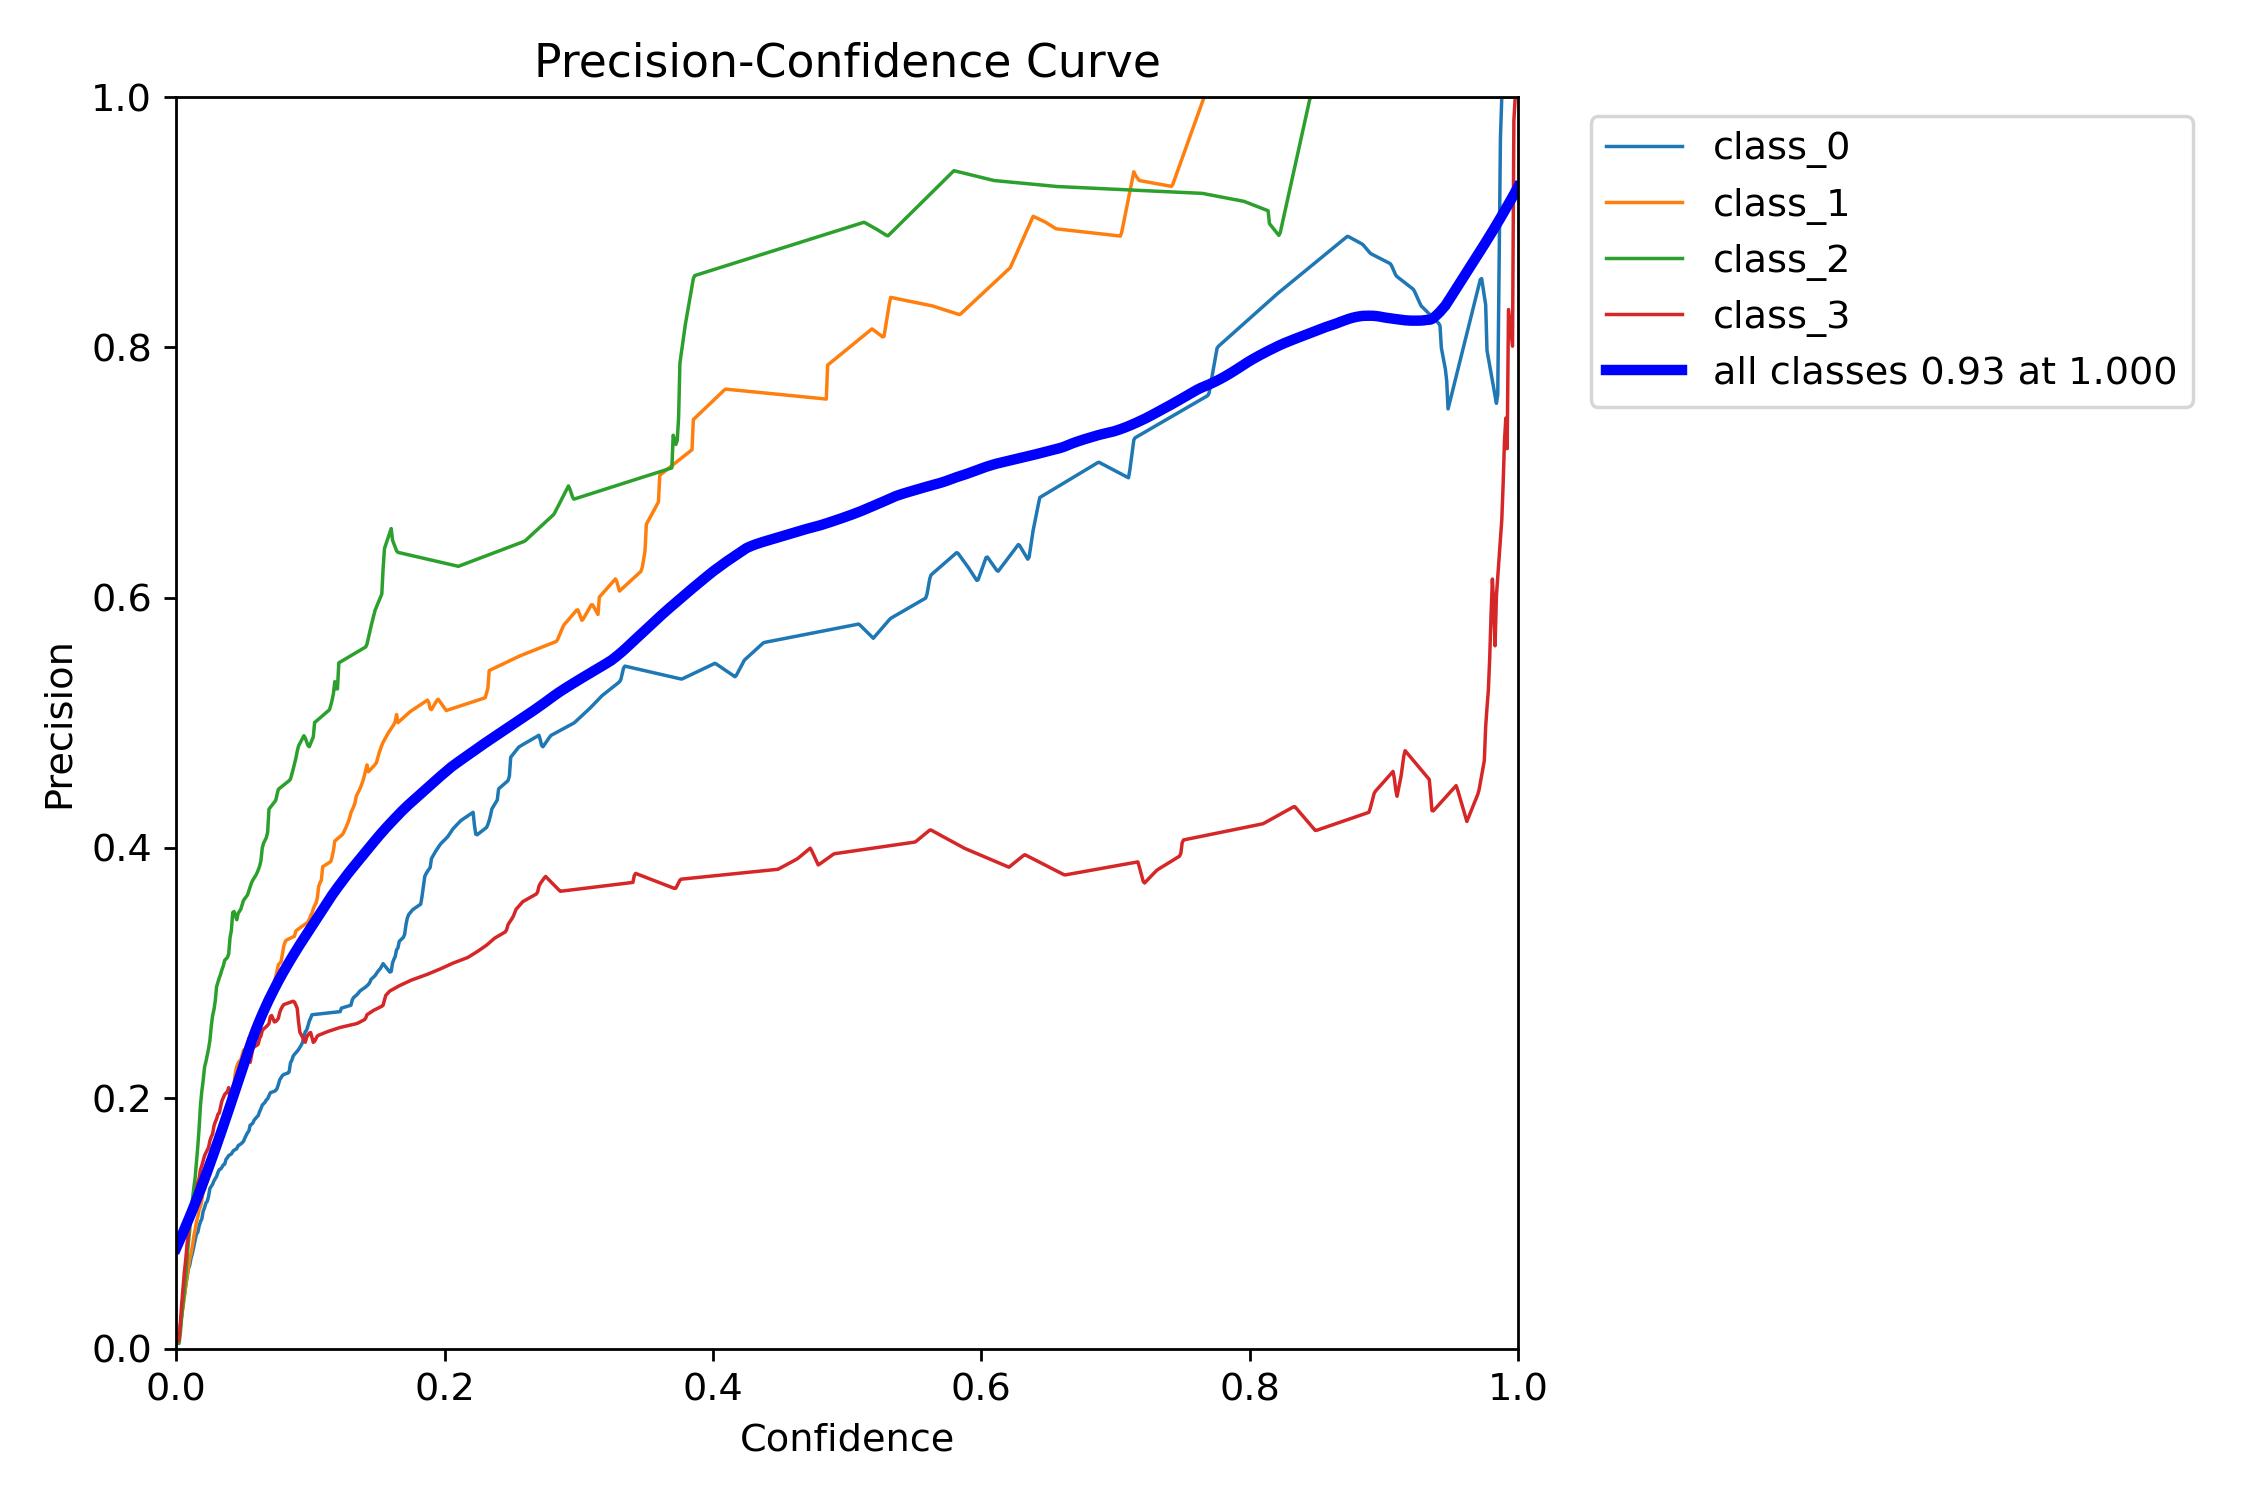 Precision-Confidence Curve
1.0
0.8
0.6
0.4
0.2
0.0
Precision
0.0 0.2 0.4 0.6 0.8 1.0
Confidence
class_0
class_1
class_2
class_3
all classes 0.93 at 1.000